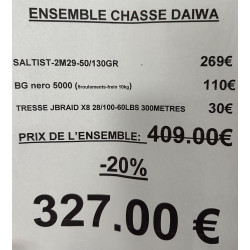 ENSEMBLE CHASSE DAIWA
SALTIST-2M29-50/130GR 269€
BG nero 5000 (8roulements-frein 10kg) 110€
TRESSE JBRAID X8 28/100-60LBS 300METRES 30€
PRIX DE L'ENSEMBLE: 409.00€
-20%
327.00 €